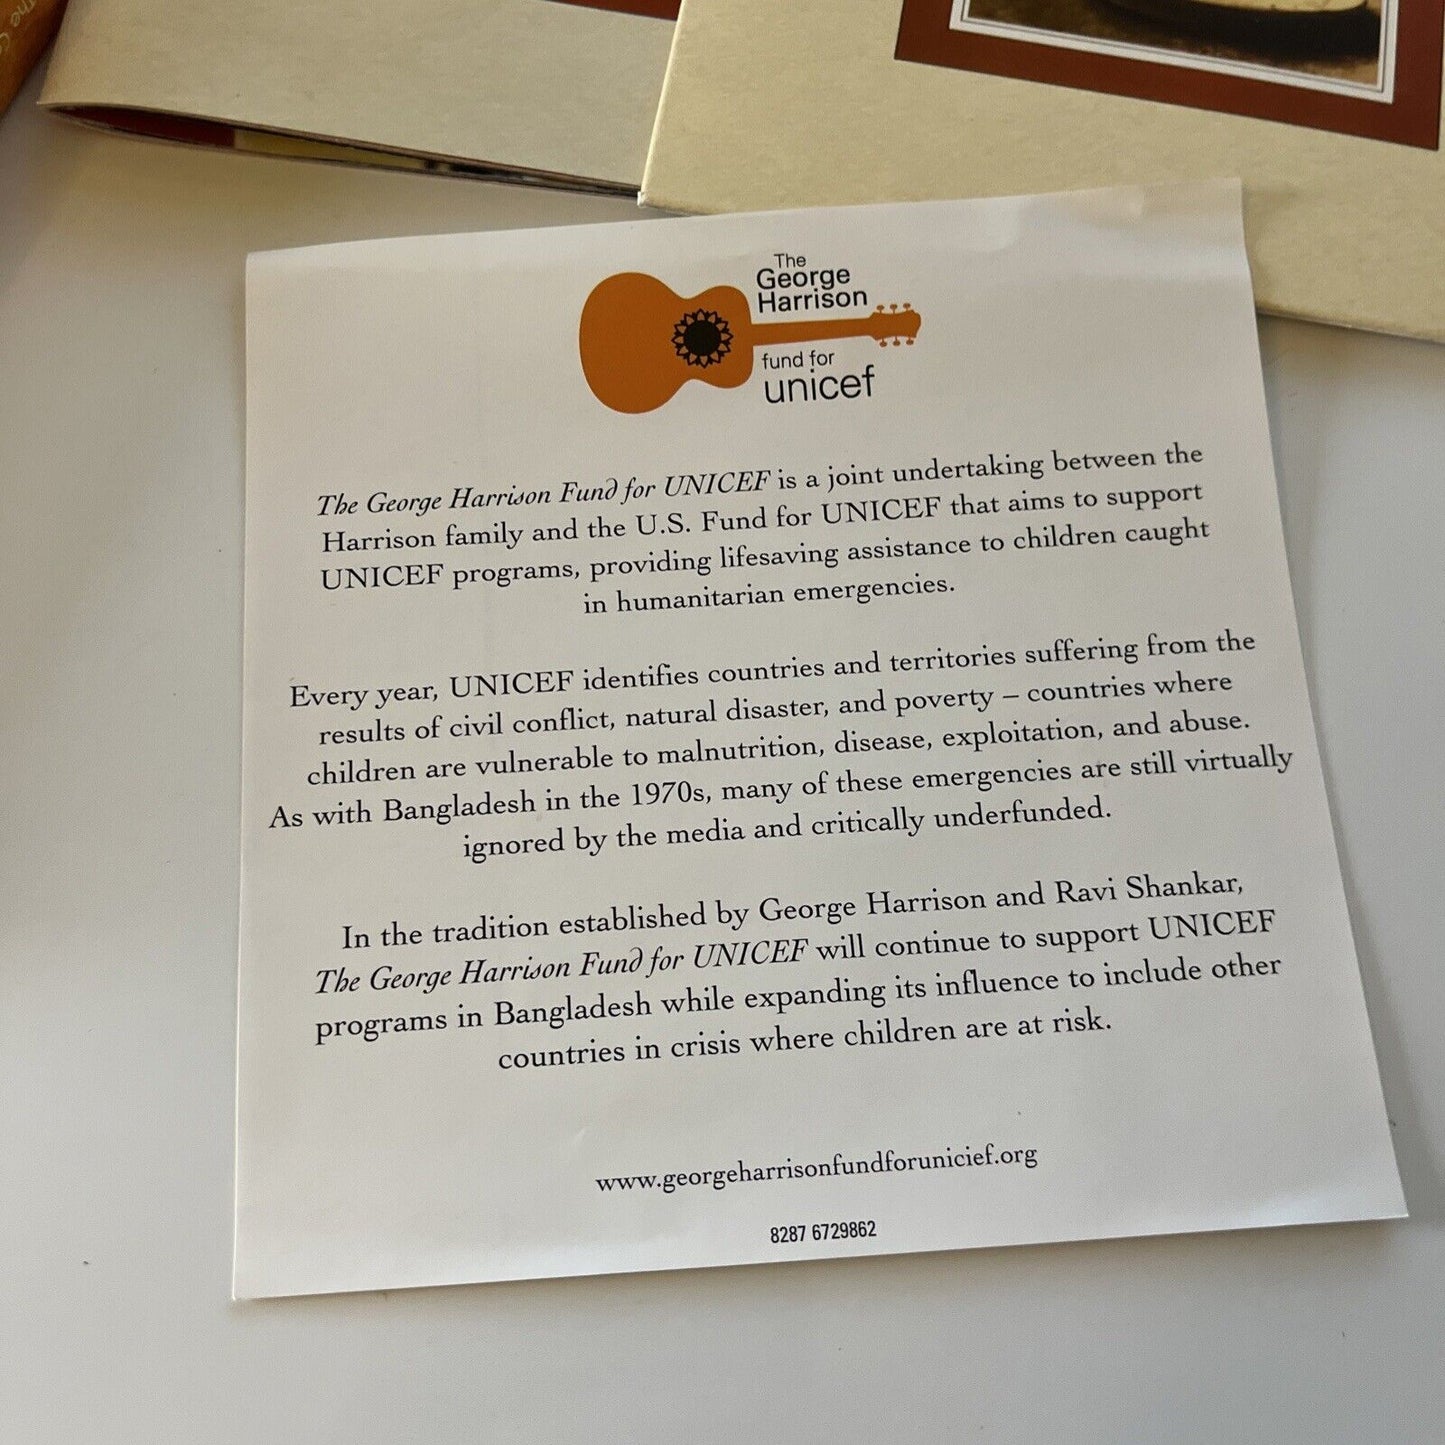 The
George
Harrison
fund for
unicef
The George Harrison Fund for UNICEF is a joint undertaking between the
Harrison family and the U.S. Fund for UNICEF that aims to support
UNICEF programs, providing lifesaving assistance to children caught
in humanitarian emergencies.
Every year, UNICEF identifies countries and territories suffering from the
results of civil conflict, natural disaster, and poverty – countries where
children are vulnerable to malnutrition, disease, exploitation, and abuse.
As with Bangladesh in the 1970s, many of these emergencies are still virtually
ignored by the media and critically underfunded.
In the tradition established by George Harrison and Ravi Shankar,
The George Harrison Fund for UNICEF will continue to support UNICEF
programs in Bangladesh while expanding its influence to include other
countries in crisis where children are at risk.
www.georgeharrisonfundforunicief.org
8287 6729862